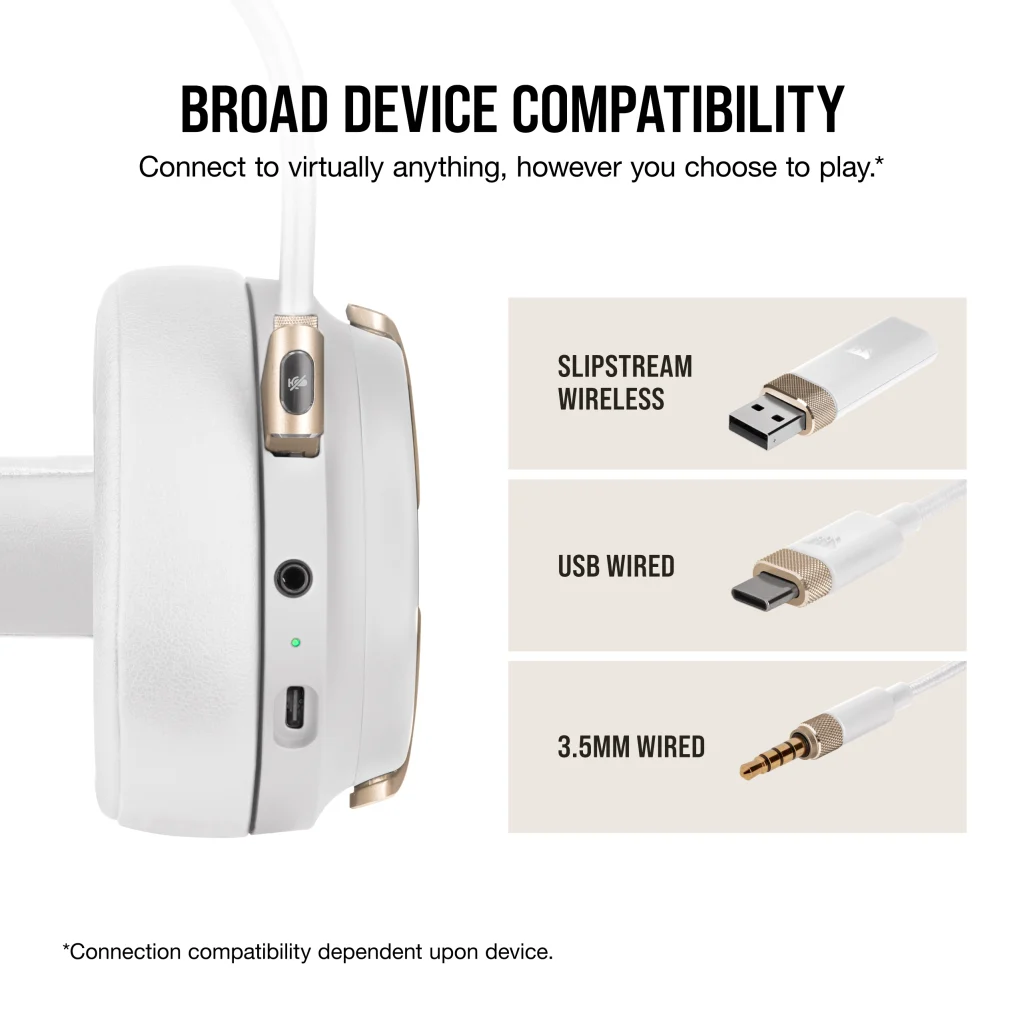 BROAD DEVICE COMPATIBILITY
Connect to virtually anything, however you choose to play.*
SLIPSTREAM
WIRELESS
USB WIRED
3.5MM WIRED
*Connection compatibility dependent upon device.